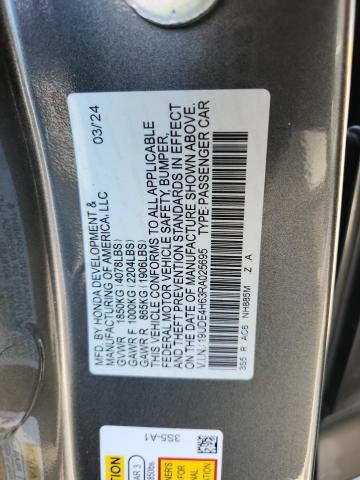 MFD. BY HONDA DEVELOPMENT & 03/'24
MANUFACTURING OF AMERICA, LLC
GVWR 1850KG(4078LBS)
GAWR F 1000KG(2204LBS)
GAWR R 865KG(1906LBS)
THIS VEHICLE CONFORMS TO ALL APPLICABLE
FEDERAL MOTOR VEHICLE SAFETY, BUMPER,
AND THEFT PREVENTION STANDARDS IN EFFECT
ON DATE OF MANUFACTURE SHOWN ABOVE.
V.I.N.: 19UDE4H63RA025695 TYPE:PASSENGER CAR
3S5 R AC6 NH885M Z A
3S5-A1